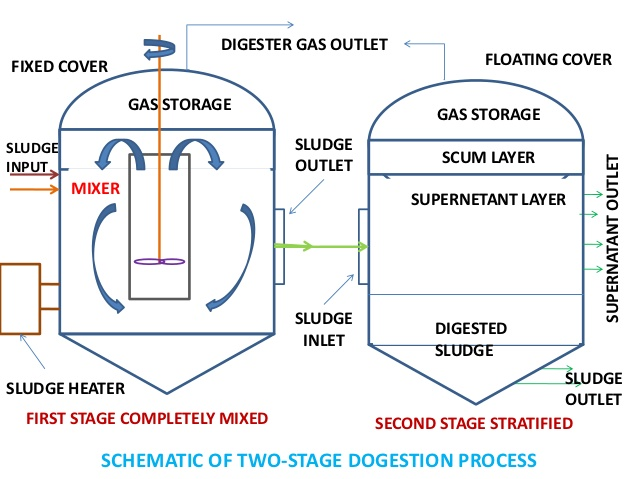 DIGESTER GAS OUTLET
FIXED COVER
FLOATING COVER
GAS STORAGE
GAS STORAGE
SLUDGE
INPUT
SLUDGE
OUTLET
SCUM LAYER
MIXER
SUPERNETANT LAYER
SUPERNATANT OUTLET
SLUDGE
INLET
DIGESTED
SLUDGE
SLUDGE HEATER
SLUDGE
OUTLET
FIRST STAGE COMPLETELY MIXED
SECOND STAGE STRATIFIED
SCHEMATIC OF TWO-STAGE DOGESTION PROCESS